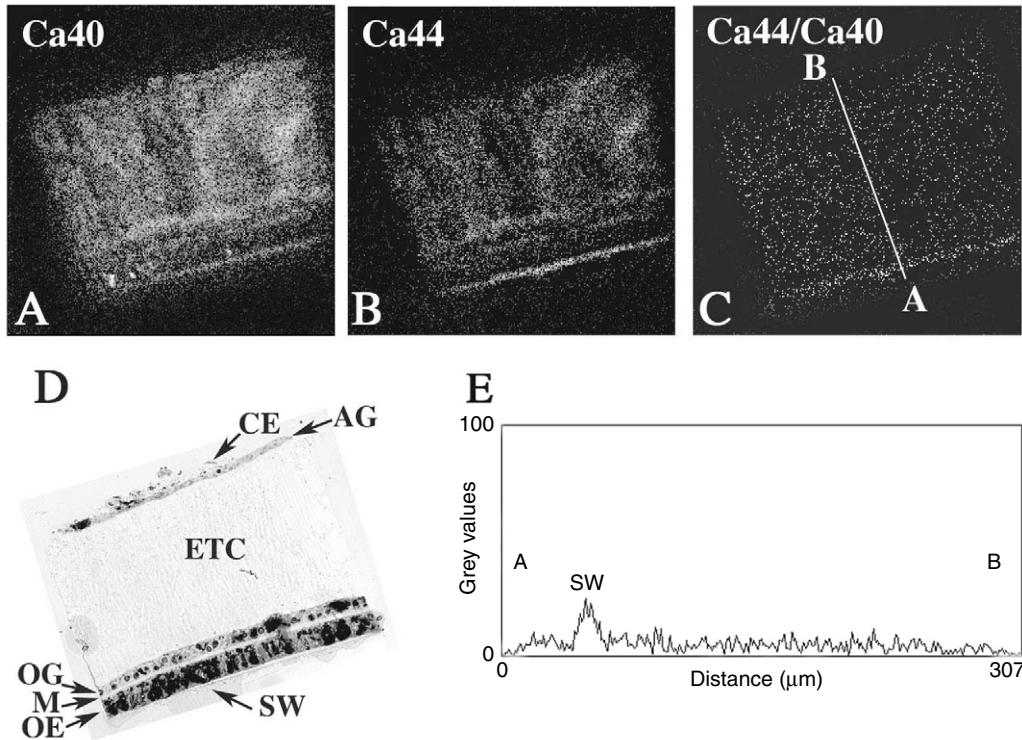 Ca40
A
Ca44
B
Ca44/Ca40
B
A
C
D
CE
AG
ETC
OG
M
OE
SW
E
100
Grey values
A
B
SW
0
0
Distance (μm)
307